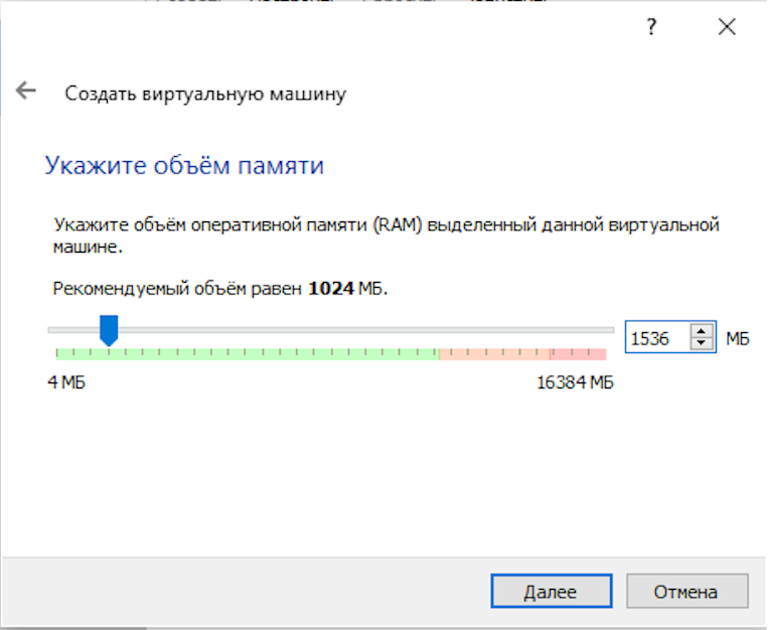 ?
Создать виртуальную машину
Укажите объём памяти
Укажите объём оперативной памяти (RAM) выделенный данной виртуальной
машине.
Рекомендуемый объём равен 1024 МБ.
1536 МБ
4 МБ 16384 МБ
Далее Отмена